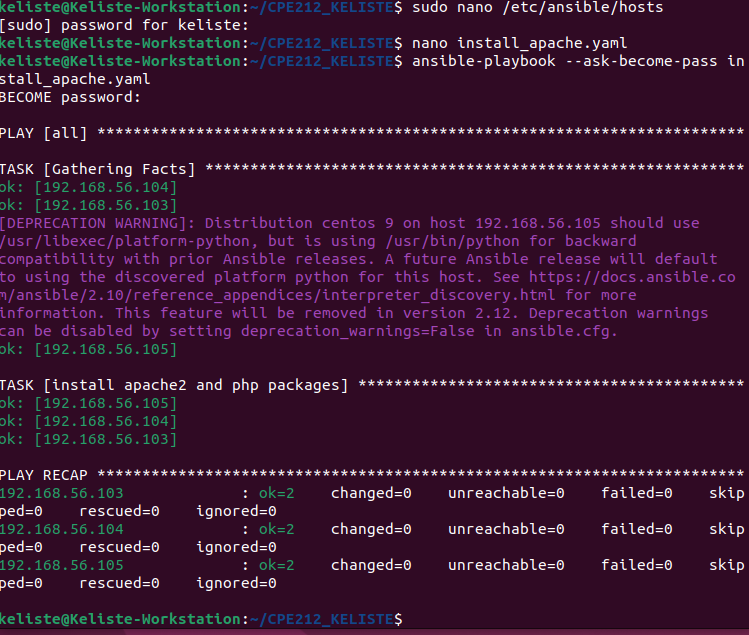 keliste@Keliste-Workstation:~/CPE212_KELISTE$ sudo nano /etc/ansible/hosts
[sudo] password for keliste:
keliste@Keliste-Workstation:~/CPE212_KELISTE$ nano install_apache.yaml
keliste@Keliste-Workstation:~/CPE212_KELISTE$ ansible-playbook --ask-become-pass in
stall_apache.yaml
BECOME password:
PLAY [all] ************************************************************************
TASK [Gathering Facts] ************************************************************
ok: [192.168.56.104]
ok: [192.168.56.103]
[DEPRECATION WARNING]: Distribution centos 9 on host 192.168.56.105 should use
/usr/libexec/platform-python, but is using /usr/bin/python for backward
compatibility with prior Ansible releases. A future Ansible release will default
to using the discovered platform python for this host. See https://docs.ansible.co
m/ansible/2.10/reference_appendices/interpreter_discovery.html for more
information. This feature will be removed in version 2.12. Deprecation warnings
can be disabled by setting deprecation_warnings=False in ansible.cfg.
ok: [192.168.56.105]
TASK [install apache2 and php packages] *******************************************
ok: [192.168.56.105]
ok: [192.168.56.104]
ok: [192.168.56.103]
PLAY RECAP ************************************************************************
192.168.56.103             : ok=2    changed=0    unreachable=0    failed=0    skip
ped=0    rescued=0    ignored=0
192.168.56.104             : ok=2    changed=0    unreachable=0    failed=0    skip
ped=0    rescued=0    ignored=0
192.168.56.105             : ok=2    changed=0    unreachable=0    failed=0    skip
ped=0    rescued=0    ignored=0
keliste@Keliste-Workstation:~/CPE212_KELISTE$